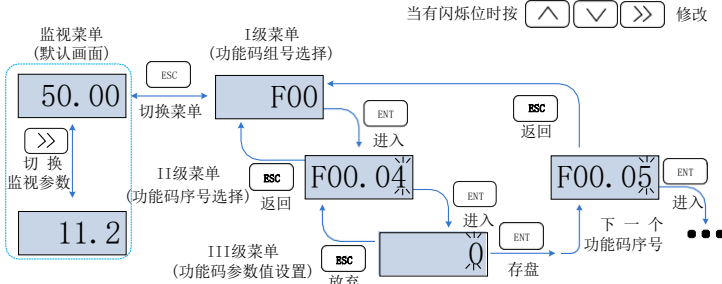 当有闪烁位时按 修改
监视菜单
(默认画面)
I级菜单
(功能码组号选择)
50.00
ESC
切换菜单
F00
ENT
进入
ESC
返回
切 换
监视参数
11.2
II级菜单
(功能码序号选择)
ESC
返回
F00.04
ENT
进入
F00.05
ENT
进入
下 一 个
功能码序号
III级菜单
(功能码参数值设置)
ESC
放弃
0
ENT
存盘